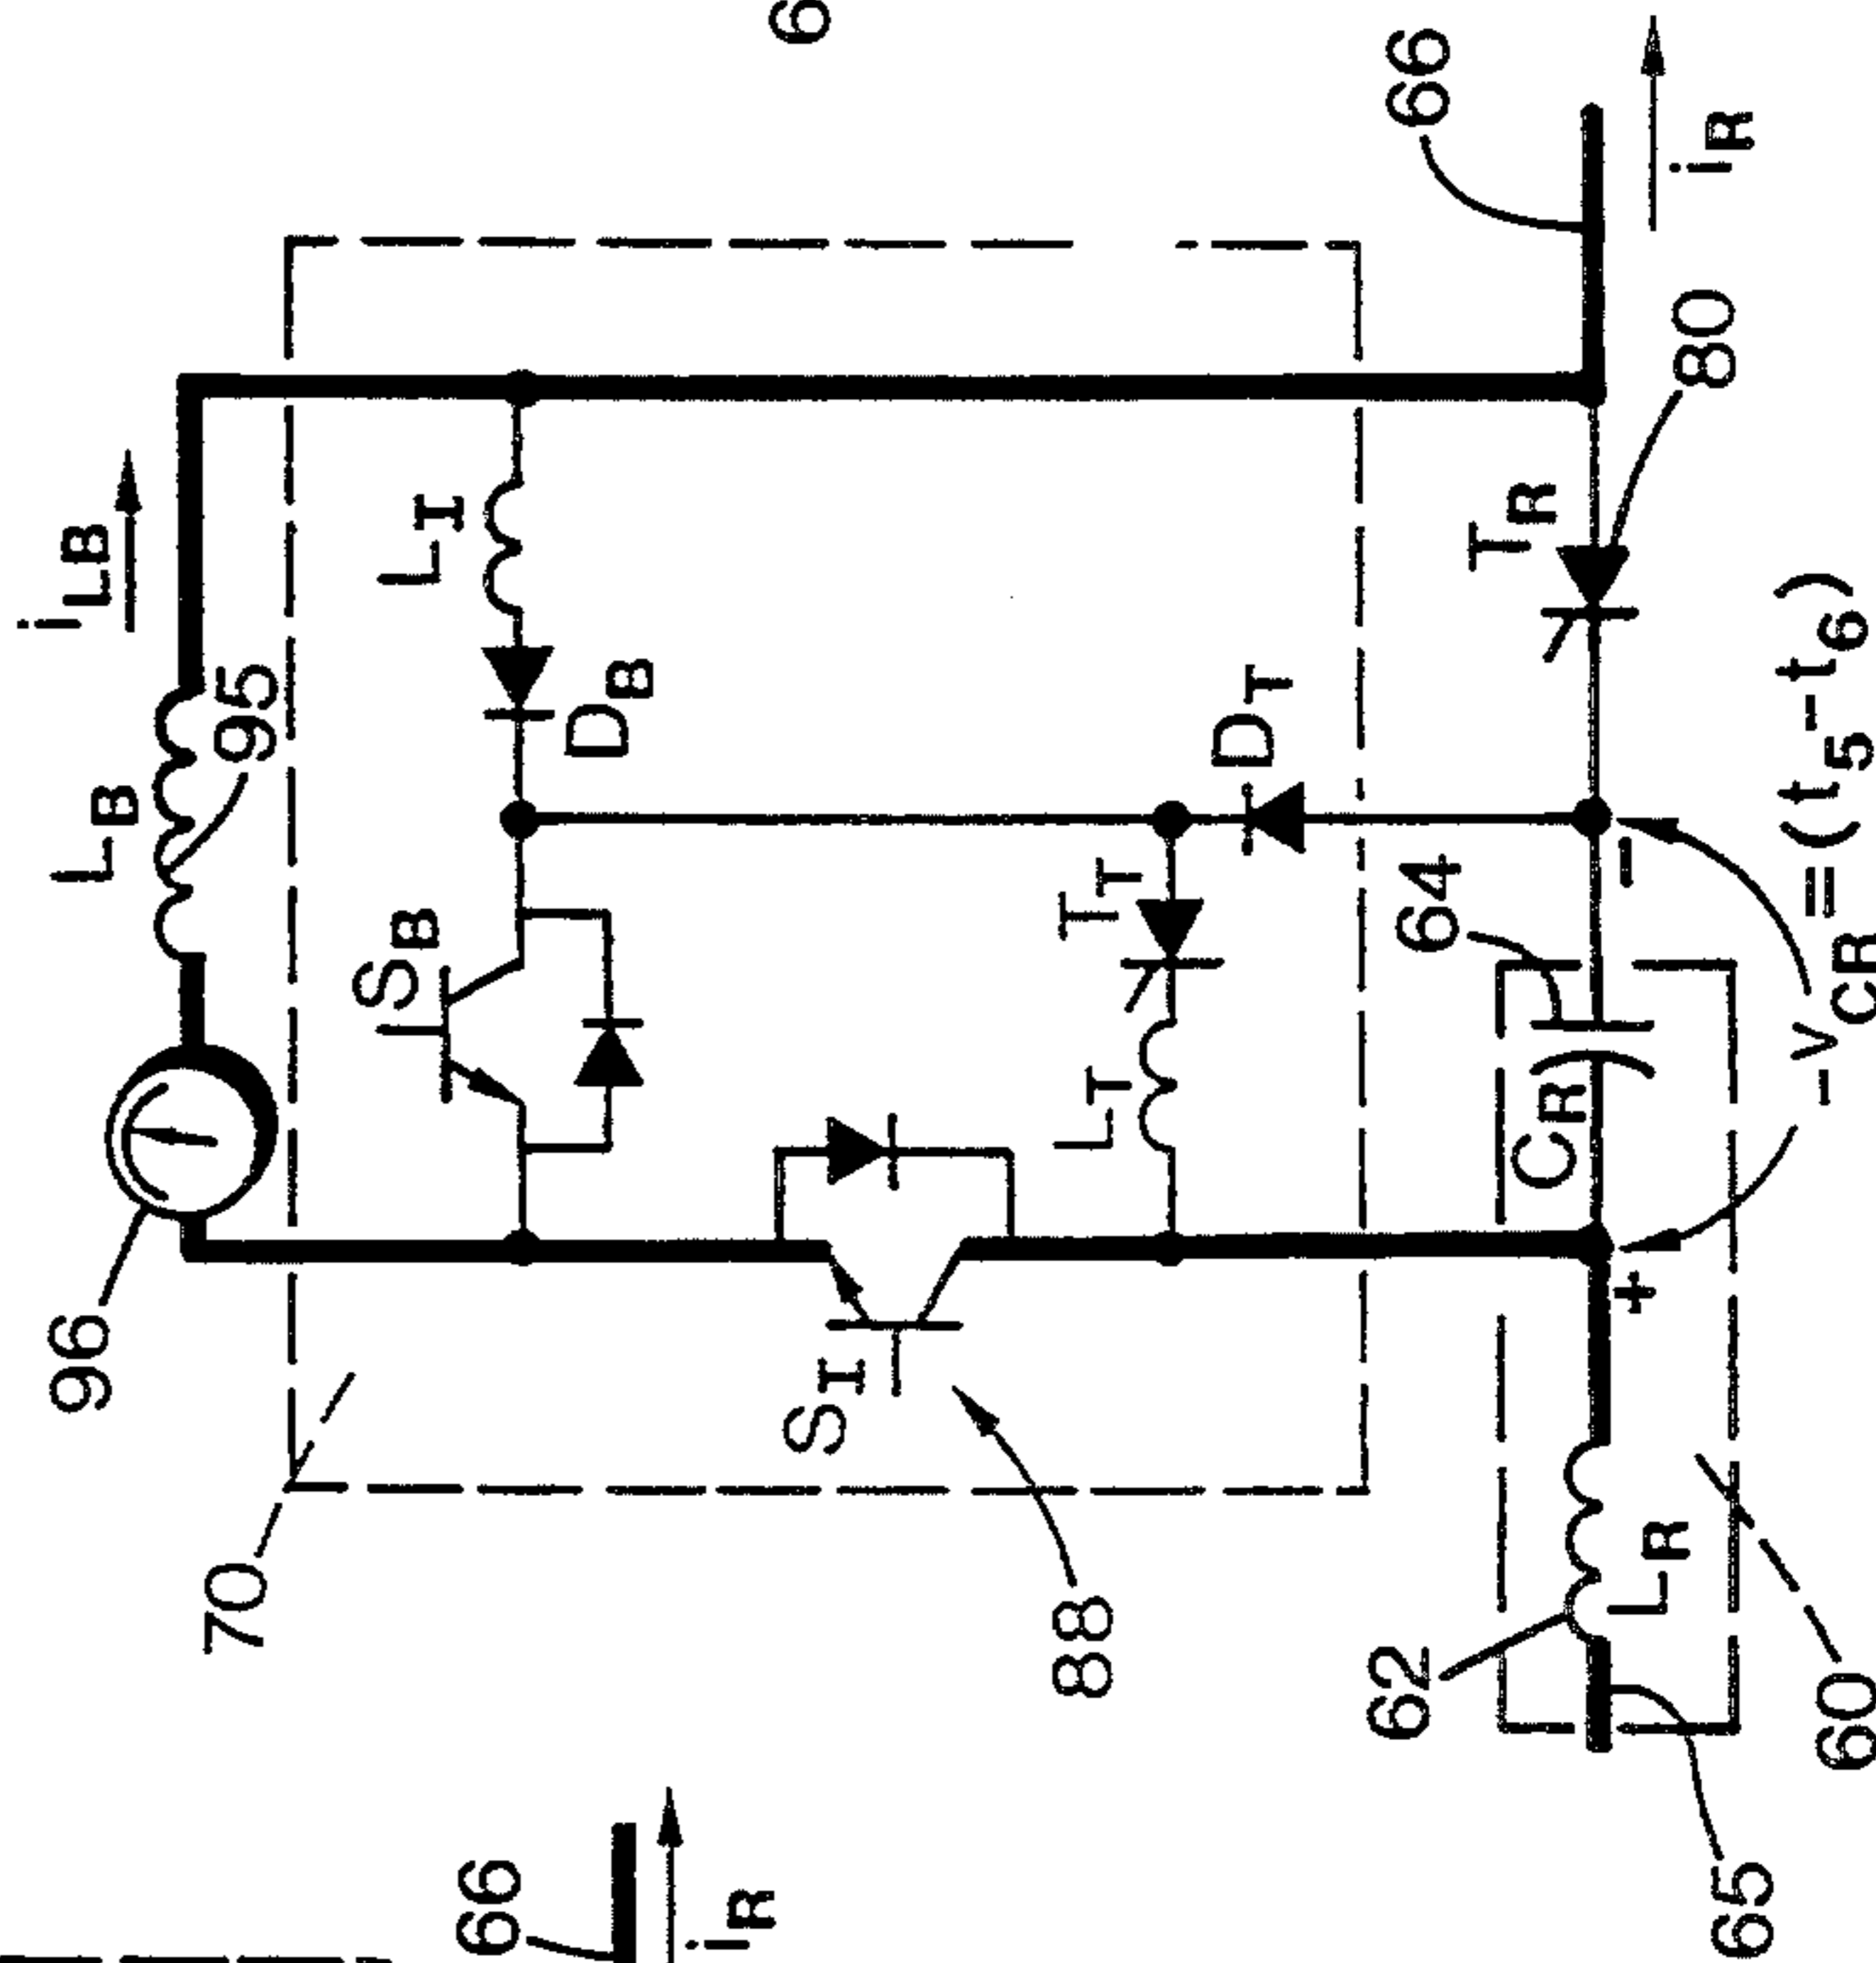 6
66
iR
iLB
LB
95
96
70
LI
DB
SB
SI
88
DT
TT
LT
TR
80
64
CR
62
LR
65
60
+
-
-vCR=(t5-t6)
66
iR